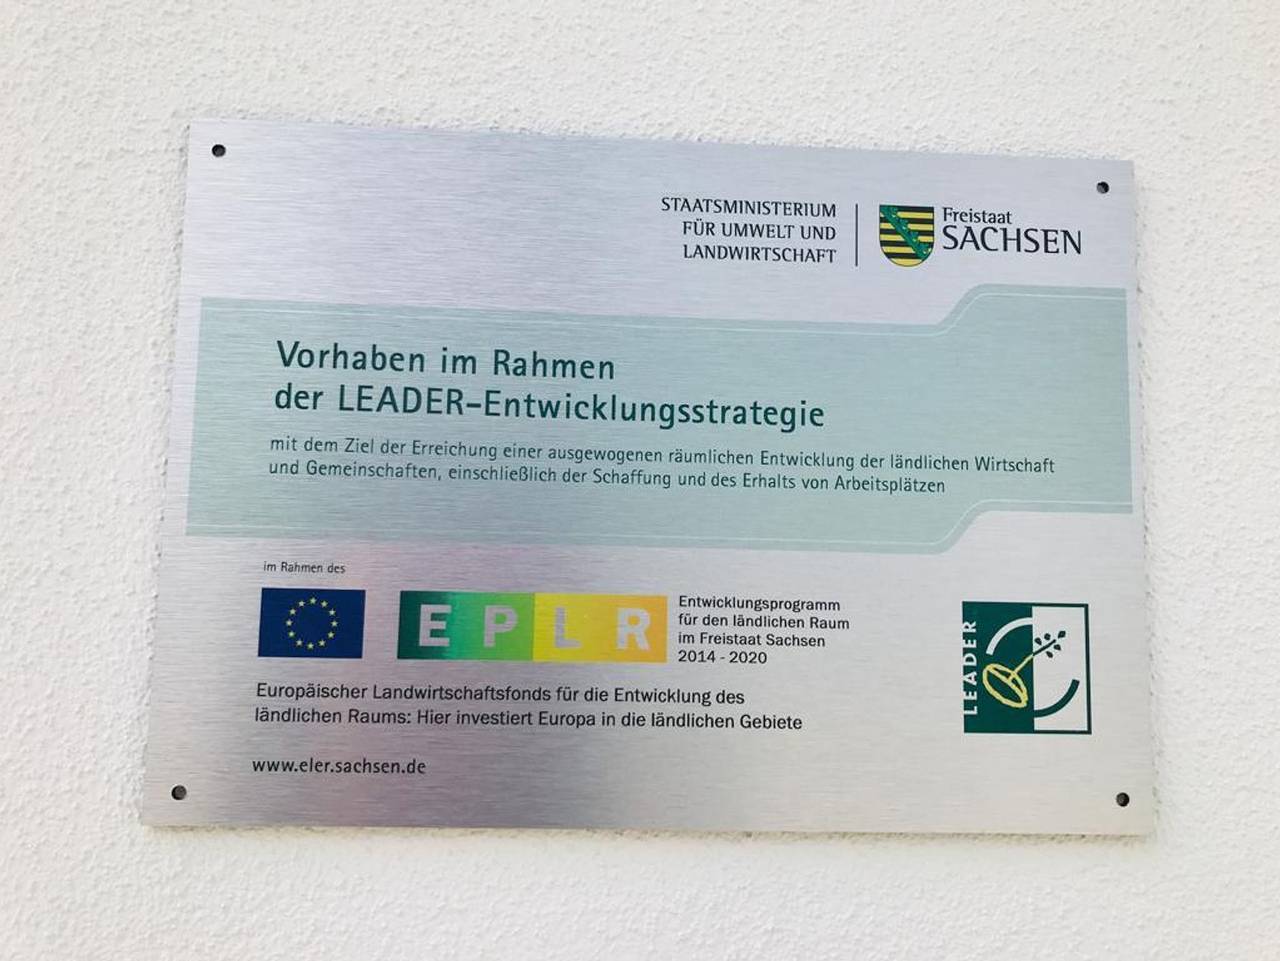 STAATSMINISTERIUM
FÜR UMWELT UND
LANDWIRTSCHAFT
Freistaat
SACHSEN
Vorhaben im Rahmen
der LEADER-Entwicklungsstrategie
mit dem Ziel der Erreichung einer ausgewogenen räumlichen Entwicklung der ländlichen Wirtschaft
und Gemeinschaften, einschließlich der Schaffung und des Erhalts von Arbeitsplätzen
im Rahmen des
E P L R
Entwicklungsprogramm
für den ländlichen Raum
im Freistaat Sachsen
2014 - 2020
LEADER
Europäischer Landwirtschaftsfonds für die Entwicklung des
ländlichen Raums: Hier investiert Europa in die ländlichen Gebiete
www.eler.sachsen.de